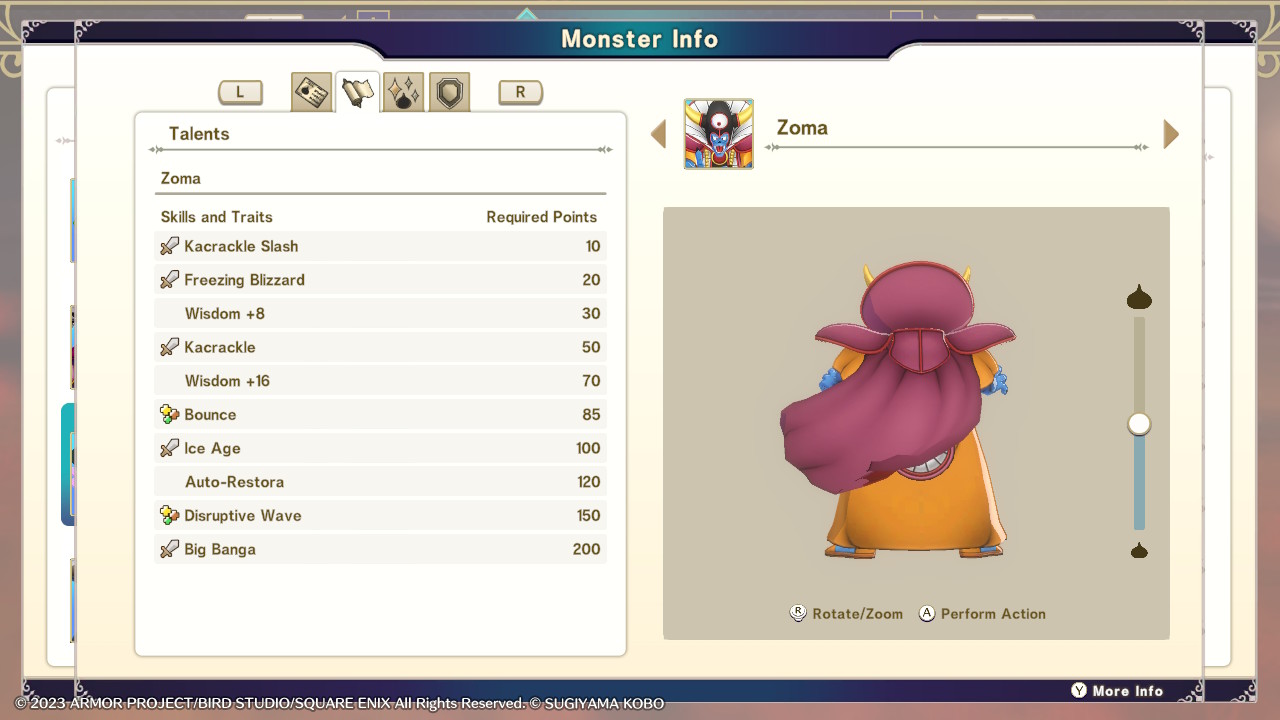 Monster Info
L
R
Talents
Zoma
Skills and Traits Required Points
Kacrackle Slash 10
Freezing Blizzard 20
Wisdom +8 30
Kacrackle 50
Wisdom +16 70
Bounce 85
Ice Age 100
Auto-Restora 120
Disruptive Wave 150
Big Banga 200
Zoma
R Rotate/Zoom A Perform Action
Y More Info
© 2023 ARMOR PROJECT/BIRD STUDIO/SQUARE ENIX All Rights Reserved. © SUGIYAMA KOBO